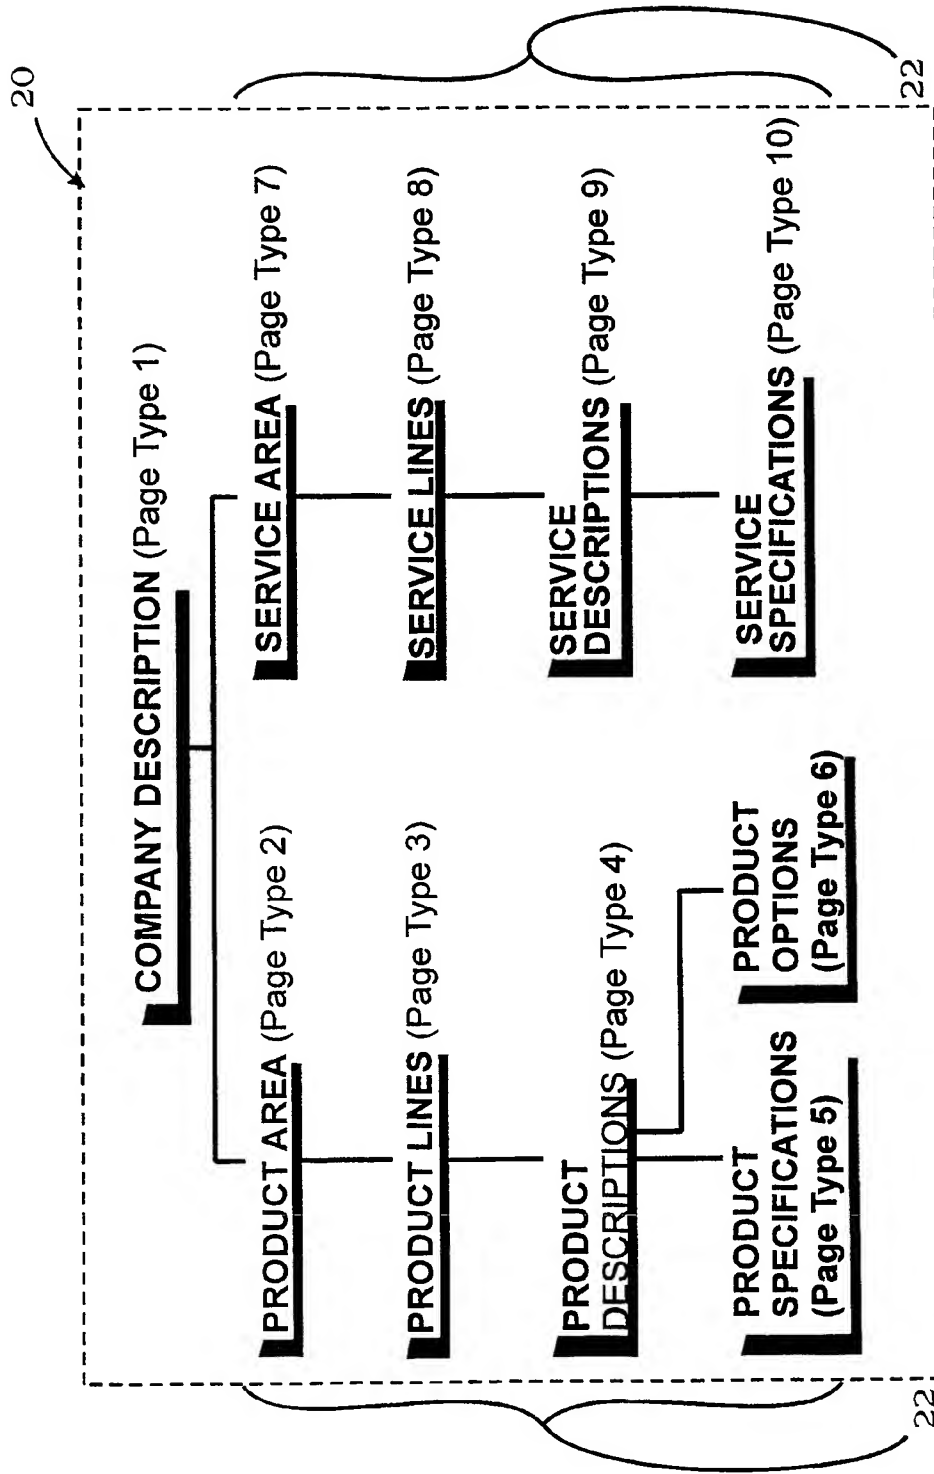 20
COMPANY DESCRIPTION (Page Type 1)
PRODUCT AREA (Page Type 2)
PRODUCT LINES (Page Type 3)
PRODUCT
DESCRIPTIONS (Page Type 4)
PRODUCT
SPECIFICATIONS
(Page Type 5)
PRODUCT
OPTIONS
(Page Type 6)
SERVICE AREA (Page Type 7)
SERVICE LINES (Page Type 8)
SERVICE
DESCRIPTIONS (Page Type 9)
SERVICE
SPECIFICATIONS (Page Type 10)
22
22